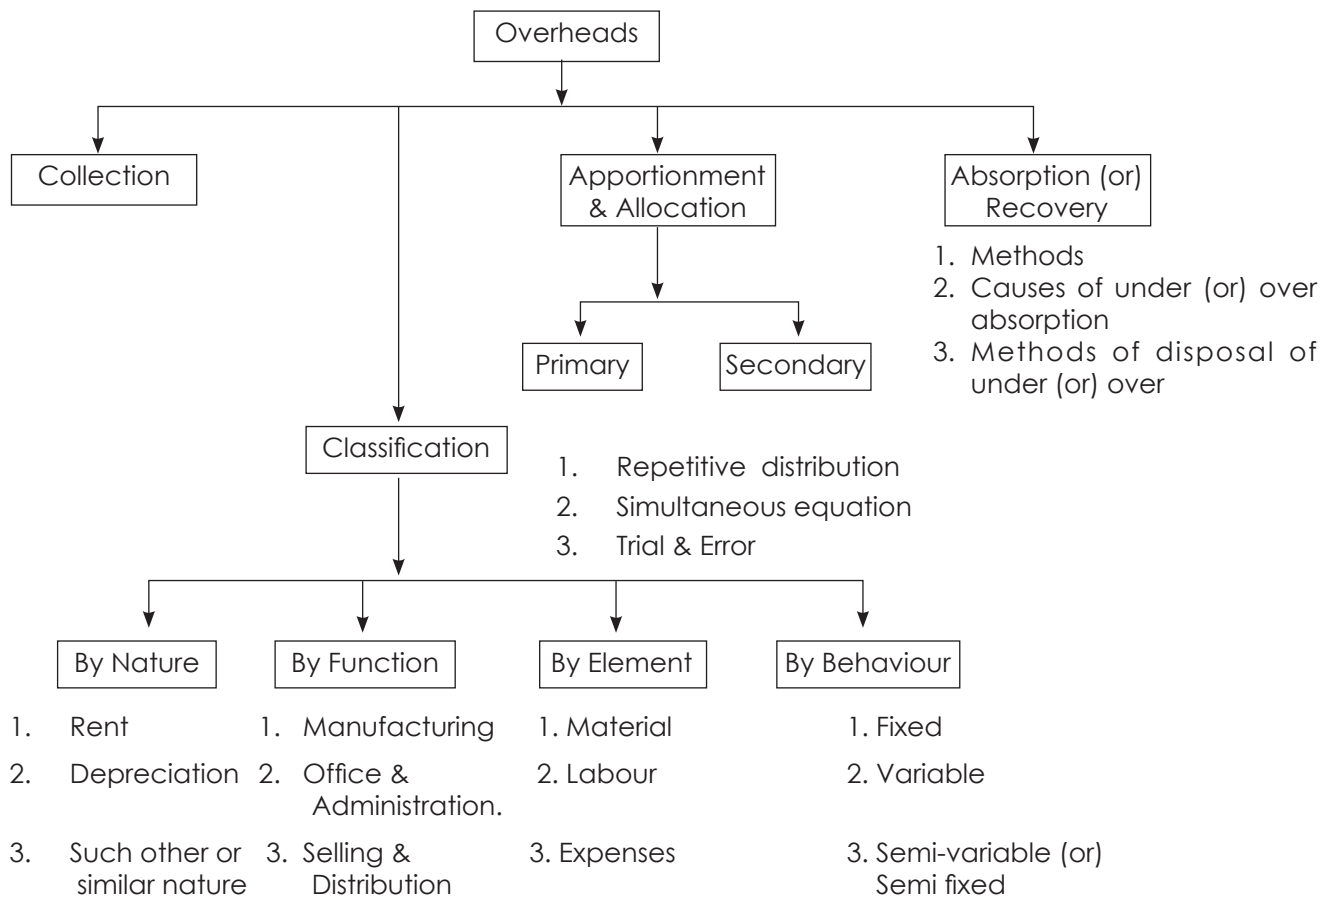 Overheads
Collection
Apportionment
& Allocation
Absorption (or)
Recovery
1. Methods
2. Causes of under (or) over
absorption
3. Methods of disposal of
under (or) over
Primary
Secondary
Classification
1. Repetitive distribution
2. Simultaneous equation
3. Trial & Error
By Nature
By Function
By Element
By Behaviour
1. Rent
2. Depreciation
3. Such other or
similar nature
1. Manufacturing
2. Office &
Administration.
3. Selling &
Distribution
1. Material
2. Labour
3. Expenses
1. Fixed
2. Variable
3. Semi-variable (or)
Semi fixed